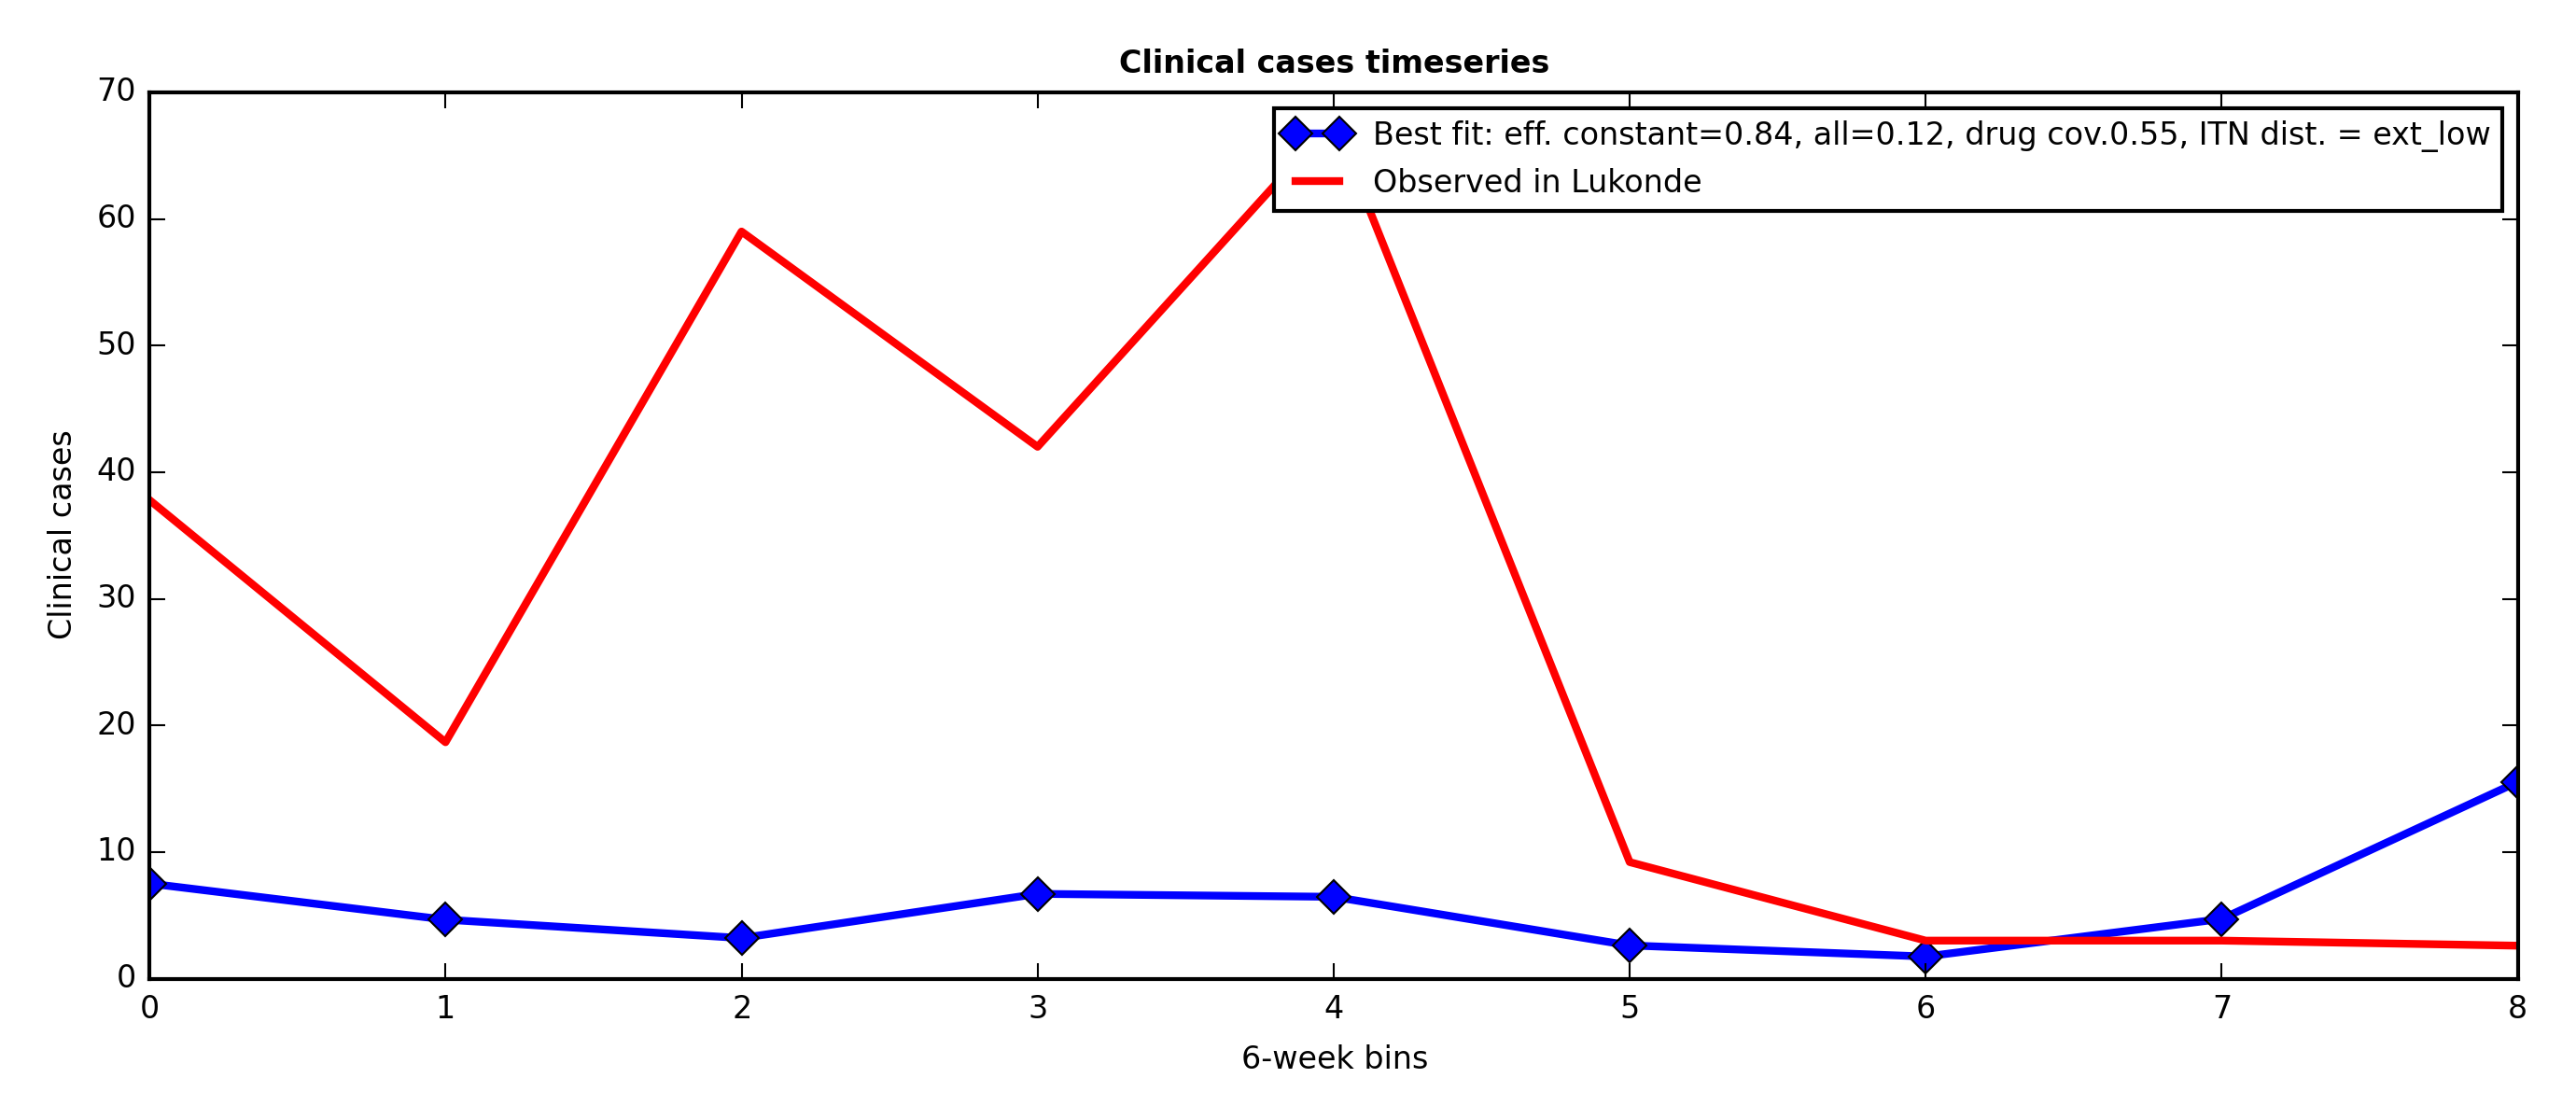 Clinical cases timeseries
70
60
50
40
30
20
10
0
Clinical cases
Best fit: eff. constant=0.84, all=0.12, drug cov.0.55, ITN dist. = ext_low
Observed in Lukonde
0 1 2 3 4 5 6 7 8
6-week bins